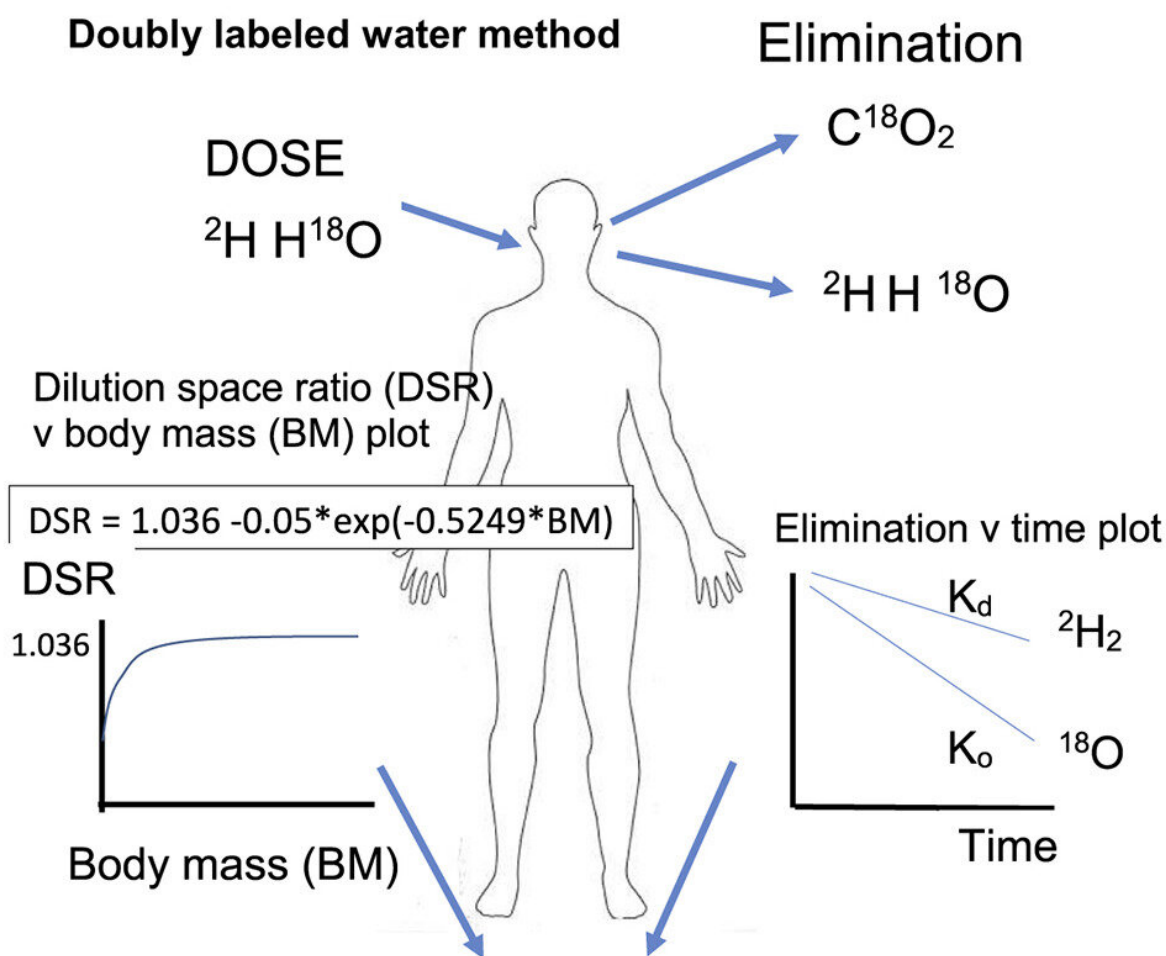 Doubly labeled water method
Elimination
C¹⁸O₂
DOSE
²H H¹⁸O
²H H ¹⁸O
Dilution space ratio (DSR)
v body mass (BM) plot
DSR = 1.036 -0.05*exp(-0.5249*BM)
DSR
1.036
Body mass (BM)
Elimination v time plot
K_d
²H₂
K_o
¹⁸O
Time